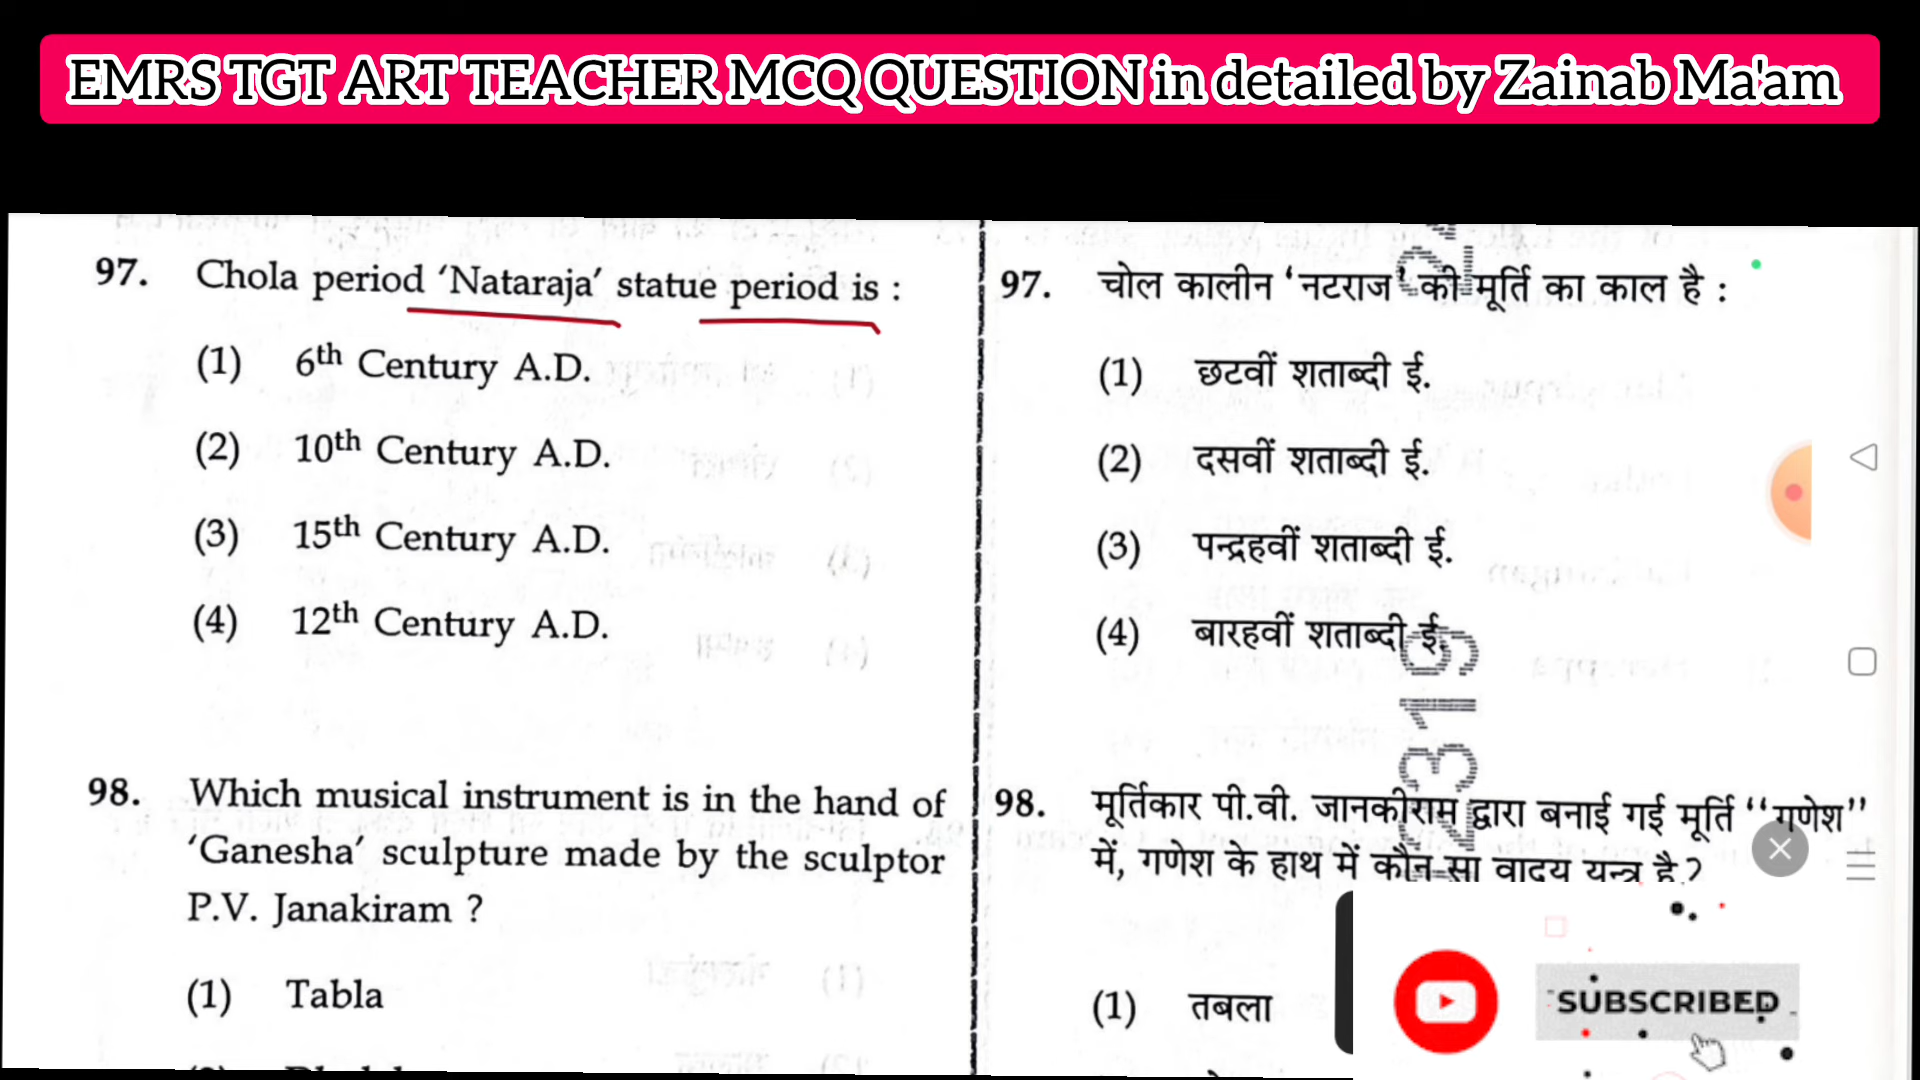 EMRS TGT ART TEACHER MCQ QUESTION in detailed by Zainab Ma'am
97. Chola period ‘Nataraja’ statue period is :
(1) 6th Century A.D.
(2) 10th Century A.D.
(3) 15th Century A.D.
(4) 12th Century A.D.
98. Which musical instrument is in the hand of
‘Ganesha’ sculpture made by the sculptor
P.V. Janakiram ?
(1) Tabla
97. चोल कालीन ‘नटराज’ की मूर्ति का काल है :
(1) छटवीं शताब्दी ई.
(2) दसवीं शताब्दी ई.
(3) पन्द्रहवीं शताब्दी ई.
(4) बारहवीं शताब्दी ई.
98. मूर्तिकार पी.वी. जानकीराम द्वारा बनाई गई मूर्ति ‘‘गणेश’’
में, गणेश के हाथ में कौन सा वादय यन्त्र है ?
(1) तबला
SUBSCRIBED